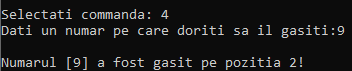 Selectati commanda: 4
Dati un numar pe care doriti sa il gasiti:9
Numarul [9] a fost gasit pe pozitia 2!